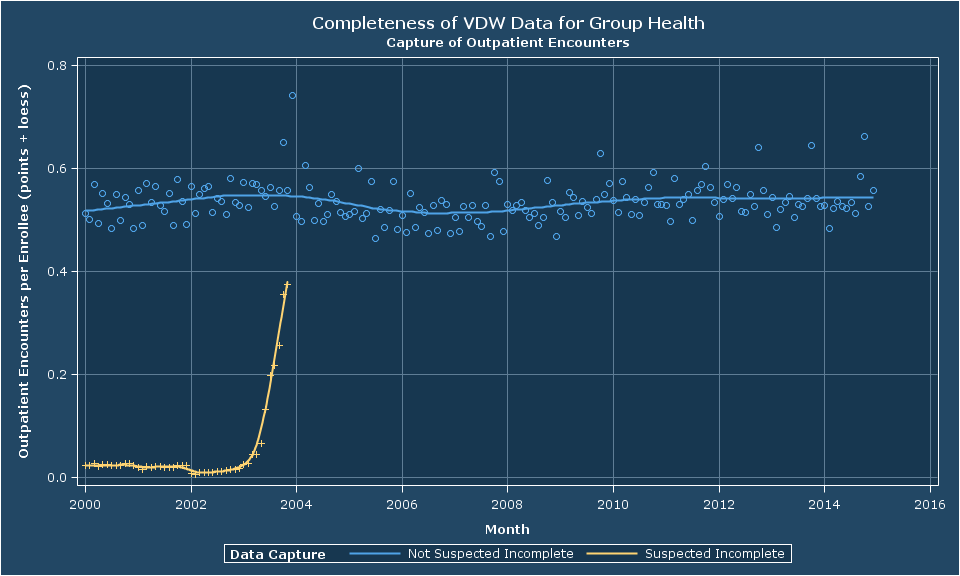 Completeness of VDW Data for Group Health
Capture of Outpatient Encounters
Outpatient Encounters per Enrollee (points + loess)
0.8
0.6
0.4
0.2
0.0
2000 2002 2004 2006 2008 2010 2012 2014 2016
Month
Data Capture Not Suspected Incomplete Suspected Incomplete